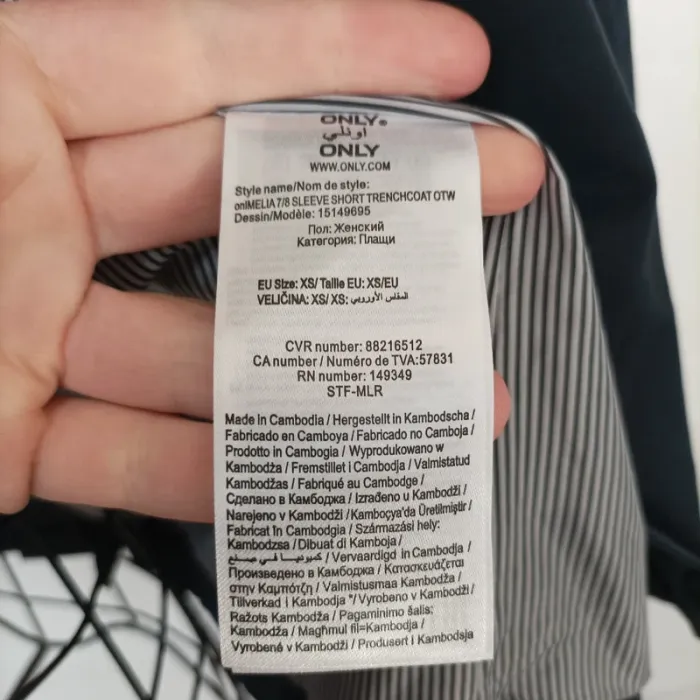 ONLY®
اونلي
ONLY
WWW.ONLY.COM
Style name/Nom de style:
onlMELIA 7/8 SLEEVE SHORT TRENCHCOAT OTW
Dessin/Modèle: 15149695
Пол: Женский
Категория: Плащи
EU Size: XS/ Taille EU: XS/EU
VELIČINA: XS/ XS: المقاس الأوروبي
CVR number: 88216512
CA number / Numéro de TVA:57831
RN number: 149349
STF-MLR
Made in Cambodia / Hergestellt in Kambodscha /
Fabricado en Camboya / Fabricado no Camboja /
Prodotto in Cambogia / Wyprodukowano w
Kambodża / Fremstillet i Cambodja / Valmistatud
Kambodžas / Fabriqué au Cambodge /
Сделано в Камбоджа / Izrađeno u Kambodži /
Narejeno v Kambodži /Kamboçya'da Üretilmiştir /
Fabricat în Cambodgia / Származási hely:
Kambodzsa / Dibuat di Kamboja /
كمبوديا في صنع / Vervaardigd in Cambodja /
Произведено в Камбоджа / Κατασκευάζεται
στην Καμπότζη / Valmistusmaa Kambodža /
Tillverkad i Kambodja "/ Vyrobeno v Kambodži /
Ražots Kambodža / Pagaminimo šalis:
Kambodža / Magħmul fil=Kambodja /
Vyrobené v Kambodži / Produsert i Kambodsja